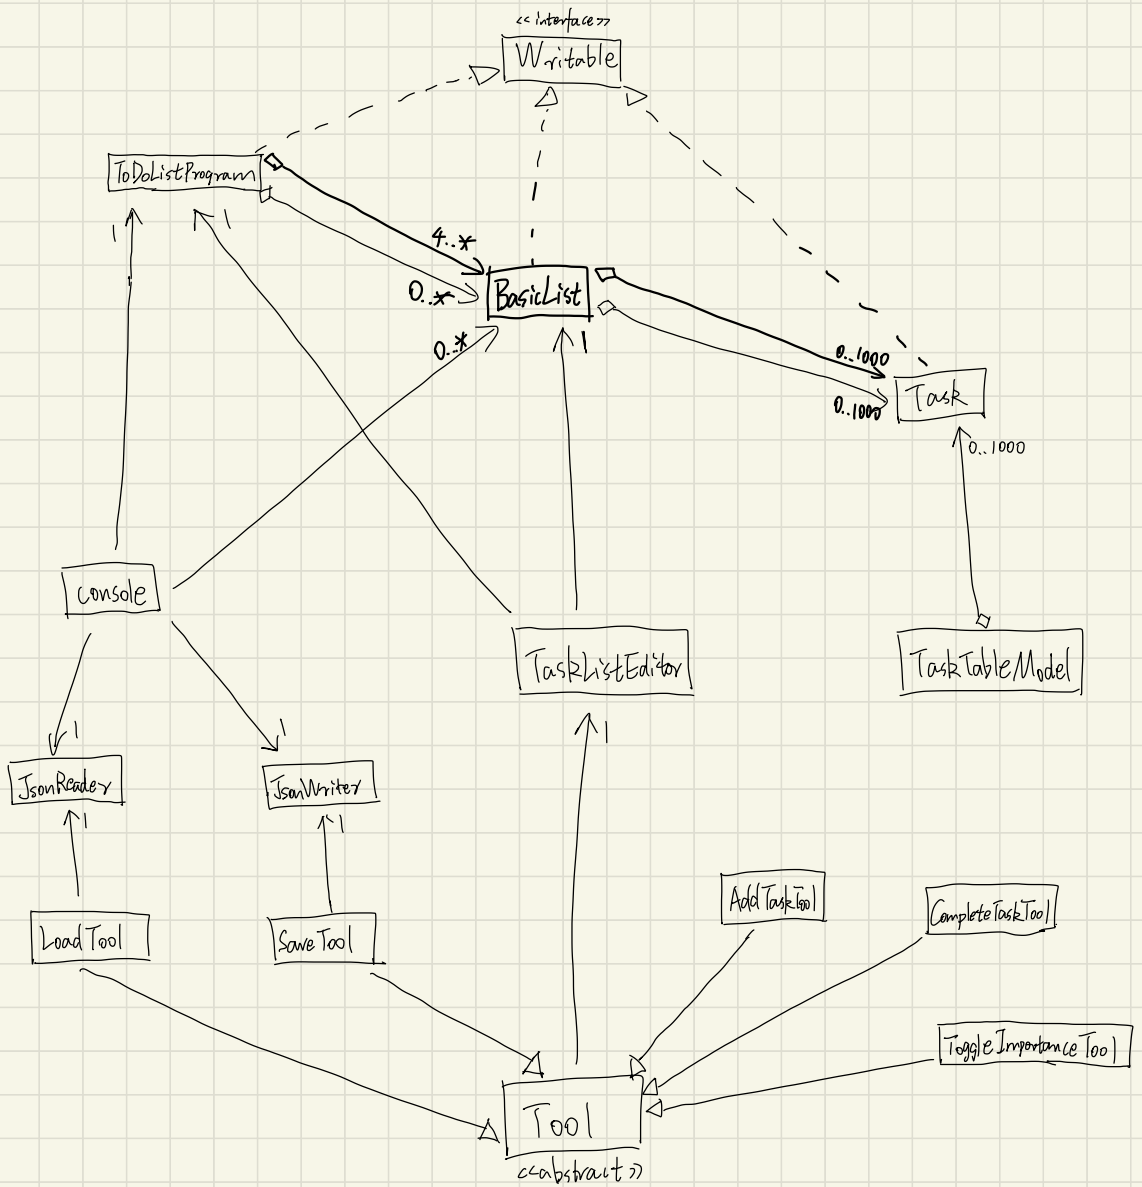 <<interface>>
Writable
ToDoListProgram
1
1
4..*
0..*
BasicList
0..*
1
0..1000
0..1000
Task
0..1000
console
TaskListEditor
TaskTableModel
1
1
1
JsonReader
JsonWriter
1
1
AddTaskTool
CompleteTaskTool
LoadTool
SaveTool
ToggleImportanceTool
Tool
<<abstract>>